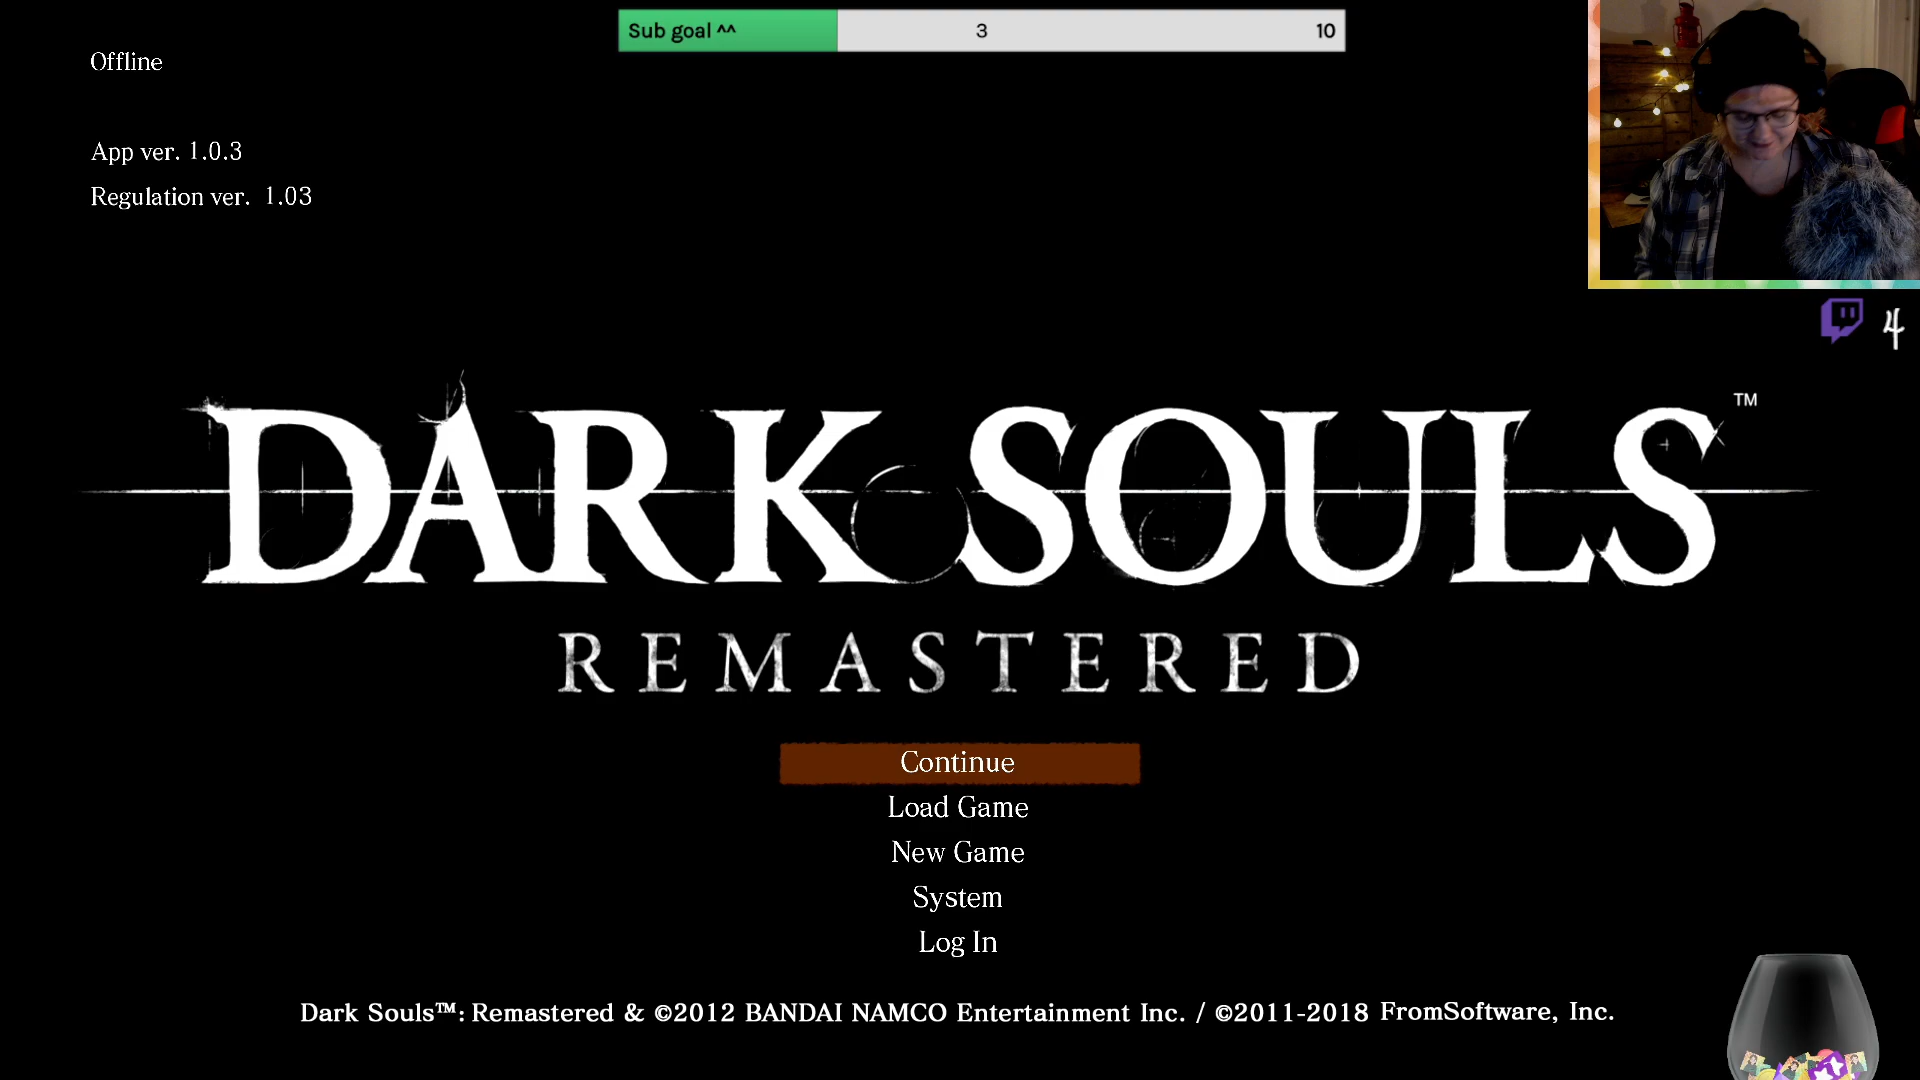 Sub goal ^^ 3 10
Offline
App ver. 1.0.3
Regulation ver. 1.03
4
DARK SOULS™
REMASTERED
Continue
Load Game
New Game
System
Log In
Dark Souls™: Remastered & ©2012 BANDAI NAMCO Entertainment Inc. / ©2011-2018 FromSoftware, Inc.